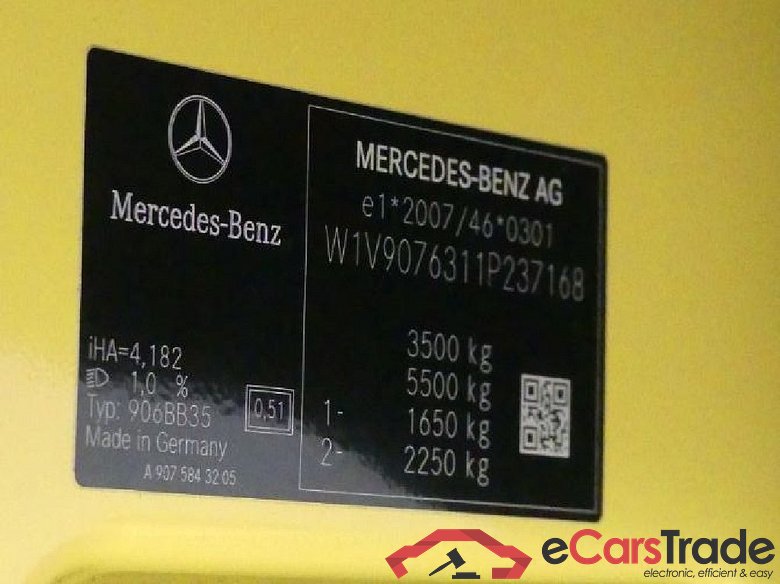 Mercedes-Benz
iHA=4,182
1,0 %
Typ: 906BB35
0,51
Made in Germany
A 907 584 32 05
MERCEDES-BENZ AG
e1*2007/46*0301
W1V9076311P237168
3500 kg
5500 kg
1- 1650 kg
2- 2250 kg
eCarsTrade
electronic, efficient & easy